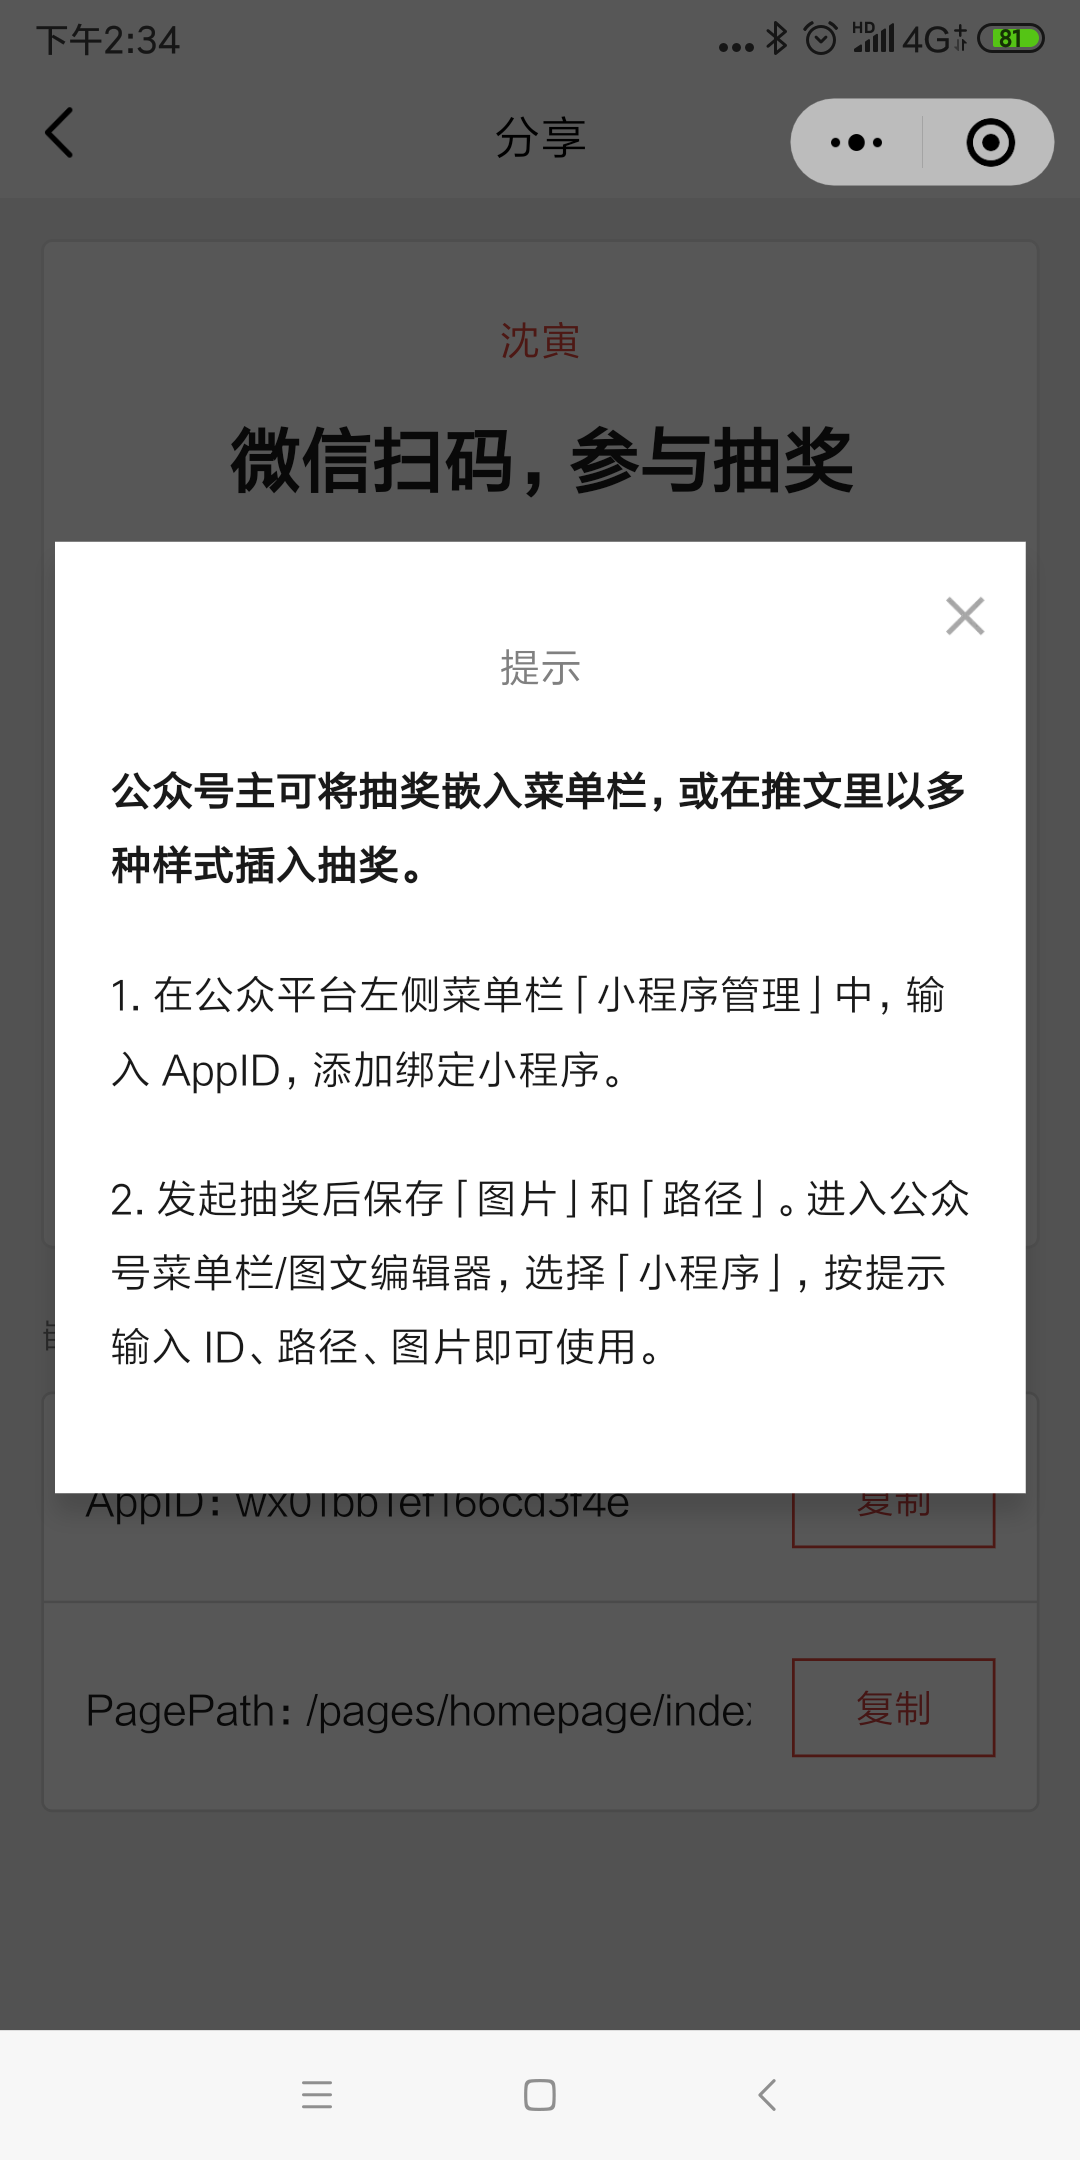 下午2:34
HD 4G 81
分享
沈寅
微信扫码，参与抽奖
提示
公众号主可将抽奖嵌入菜单栏，或在推文里以多
种样式插入抽奖。
1. 在公众平台左侧菜单栏「小程序管理」中，输
入 AppID，添加绑定小程序。
2. 发起抽奖后保存「图片」和「路径」。进入公众
号菜单栏/图文编辑器，选择「小程序」，按提示
输入 ID、路径、图片即可使用。
AppID: wx01bb1ef166cd3f4e 复制
PagePath: /pages/homepage/index 复制